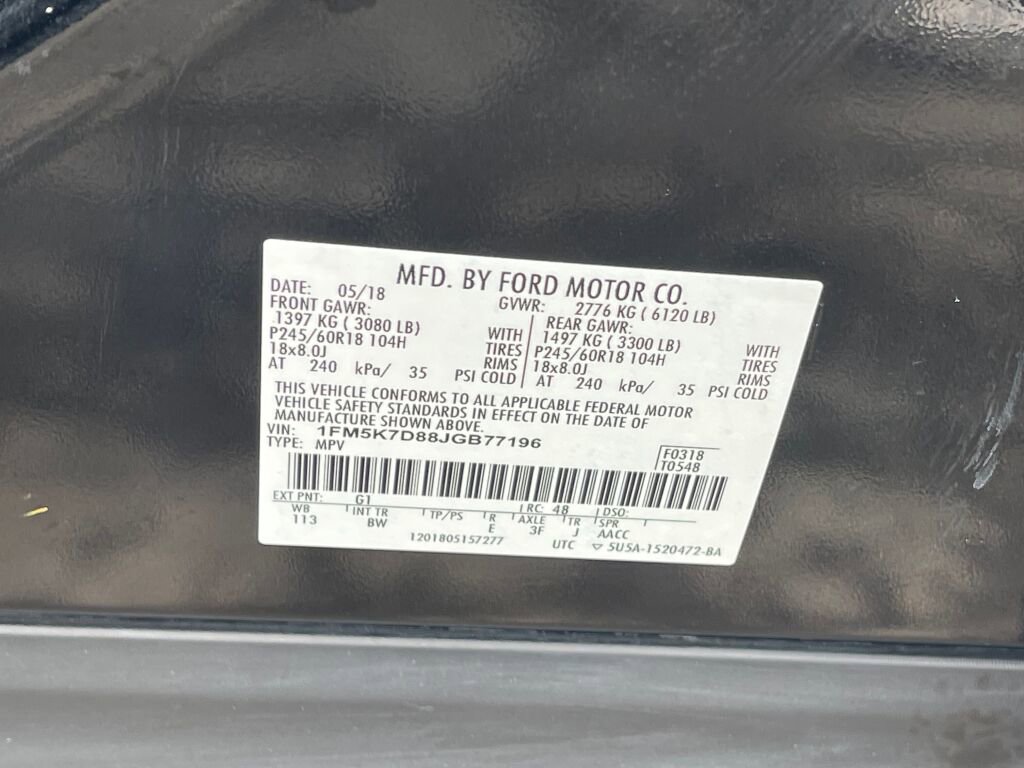 MFD. BY FORD MOTOR CO.
DATE: 05/18 GVWR: 2776 KG ( 6120 LB)
FRONT GAWR: REAR GAWR:
1397 KG ( 3080 LB) WITH 1497 KG ( 3300 LB) WITH
P245/60R18 104H TIRES P245/60R18 104H TIRES
18x8.0J RIMS 18x8.0J RIMS
AT 240 kPa/ 35 PSI COLD AT 240 kPa/ 35 PSI COLD
THIS VEHICLE CONFORMS TO ALL APPLICABLE FEDERAL MOTOR
VEHICLE SAFETY STANDARDS IN EFFECT ON THE DATE OF
MANUFACTURE SHOWN ABOVE.
VIN: 1FM5K7D88JGB77196
TYPE: MPV
F0318
T0548
EXT PNT: G1 RC: 48 DSO:
WB INT TR TP/PS R AXLE TR SPR
113 BW E 3F J AACC
1201805157277 UTC ▽ 5U5A-1520472-BA